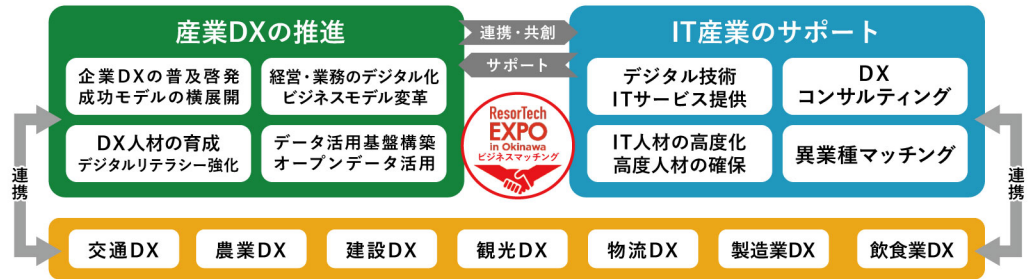 産業DXの推進
企業DXの普及啓発
成功モデルの横展開
経営・業務のデジタル化
ビジネスモデル変革
DX人材の育成
デジタルリテラシー強化
データ活用基盤構築
オープンデータ活用
連携・共創
サポート
ResorTech
EXPO
in Okinawa
ビジネスマッチング
IT産業のサポート
デジタル技術
ITサービス提供
DX
コンサルティング
IT人材の高度化
高度人材の確保
異業種マッチング
連携
連携
交通DX
農業DX
建設DX
観光DX
物流DX
製造業DX
飲食業DX